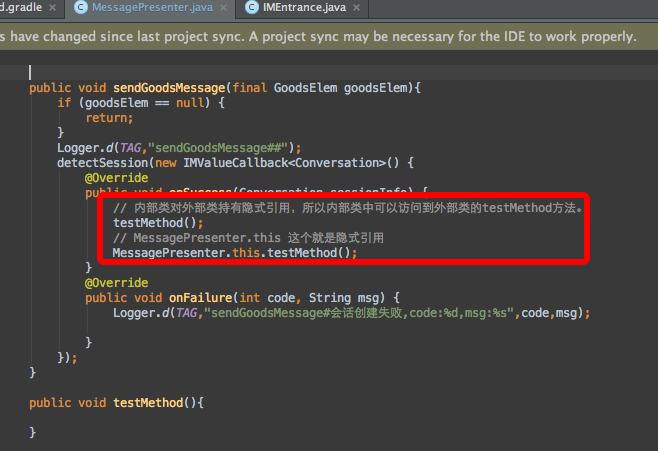 d.gradle × MessagePresenter.java × IMEntrance.java ×
s have changed since last project sync. A project sync may be necessary for the IDE to work properly.
public void sendGoodsMessage(final GoodsElem goodsElem){
if (goodsElem == null) {
return;
}
Logger.d(TAG,"sendGoodsMessage##");
detectSession(new IMValueCallback<Conversation>() {
@Override
public void onSuccess(Conversation sessionInfo) {
// 内部类对外部类持有隐式引用，所以内部类中可以访问到外部类的testMethod方法。
testMethod();
// MessagePresenter.this 这个就是隐式引用
MessagePresenter.this.testMethod();
}
@Override
public void onFailure(int code, String msg) {
Logger.d(TAG,"sendGoodsMessage#会话创建失败,code:%d,msg:%s",code,msg);
}
});
}
public void testMethod(){
}